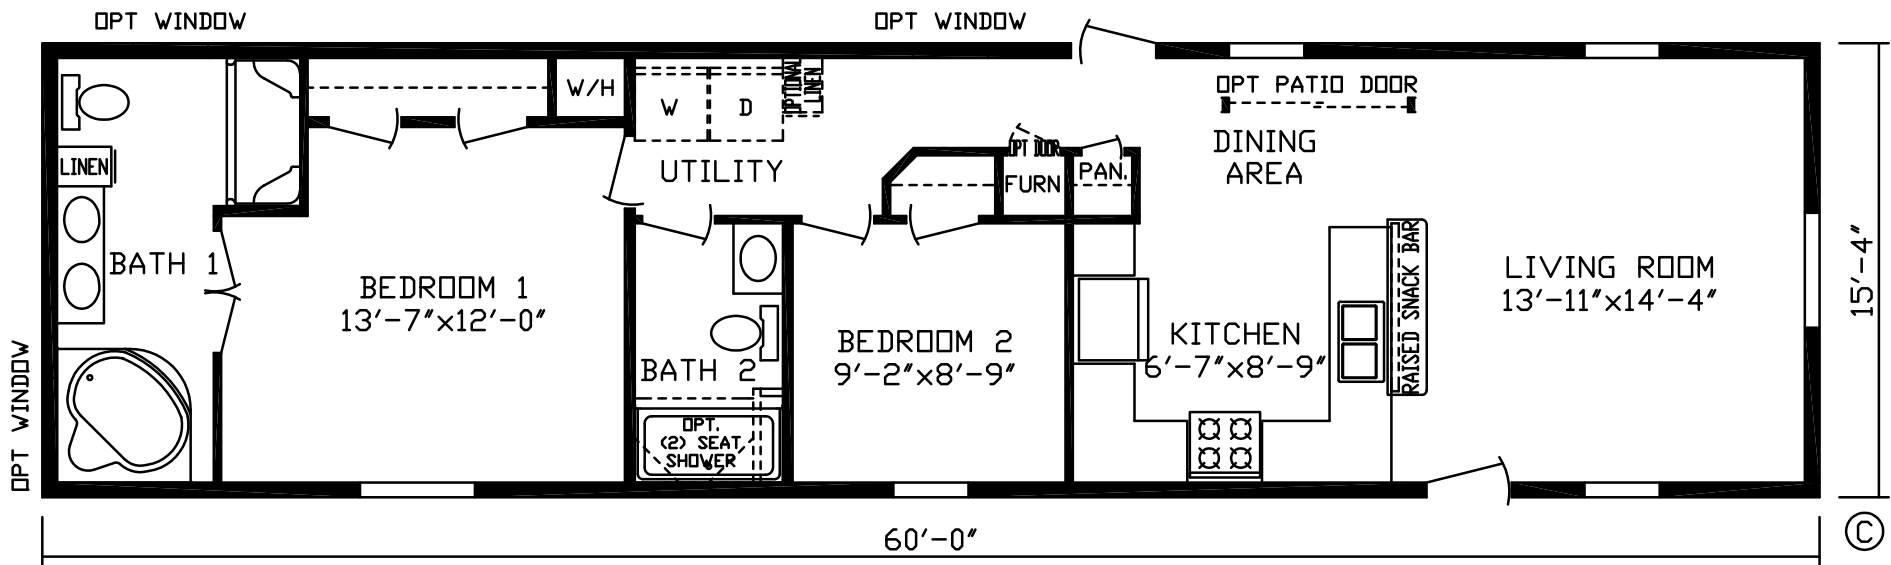 OPT WINDOW
OPT WINDOW
OPT PATIO DOOR
W/H
W
D
OPTIONAL
LINEN
LINEN
UTILITY
OPT DOOR
FURN
PAN.
DINING
AREA
BATH 1
BEDROOM 1
13'-7"x12'-0"
BATH 2
OPT.
(2) SEAT
SHOWER
BEDROOM 2
9'-2"x8'-9"
KITCHEN
6'-7"x8'-9"
RAISED SNACK BAR
LIVING ROOM
13'-11"x14'-4"
15'-4"
OPT WINDOW
60'-0"
C